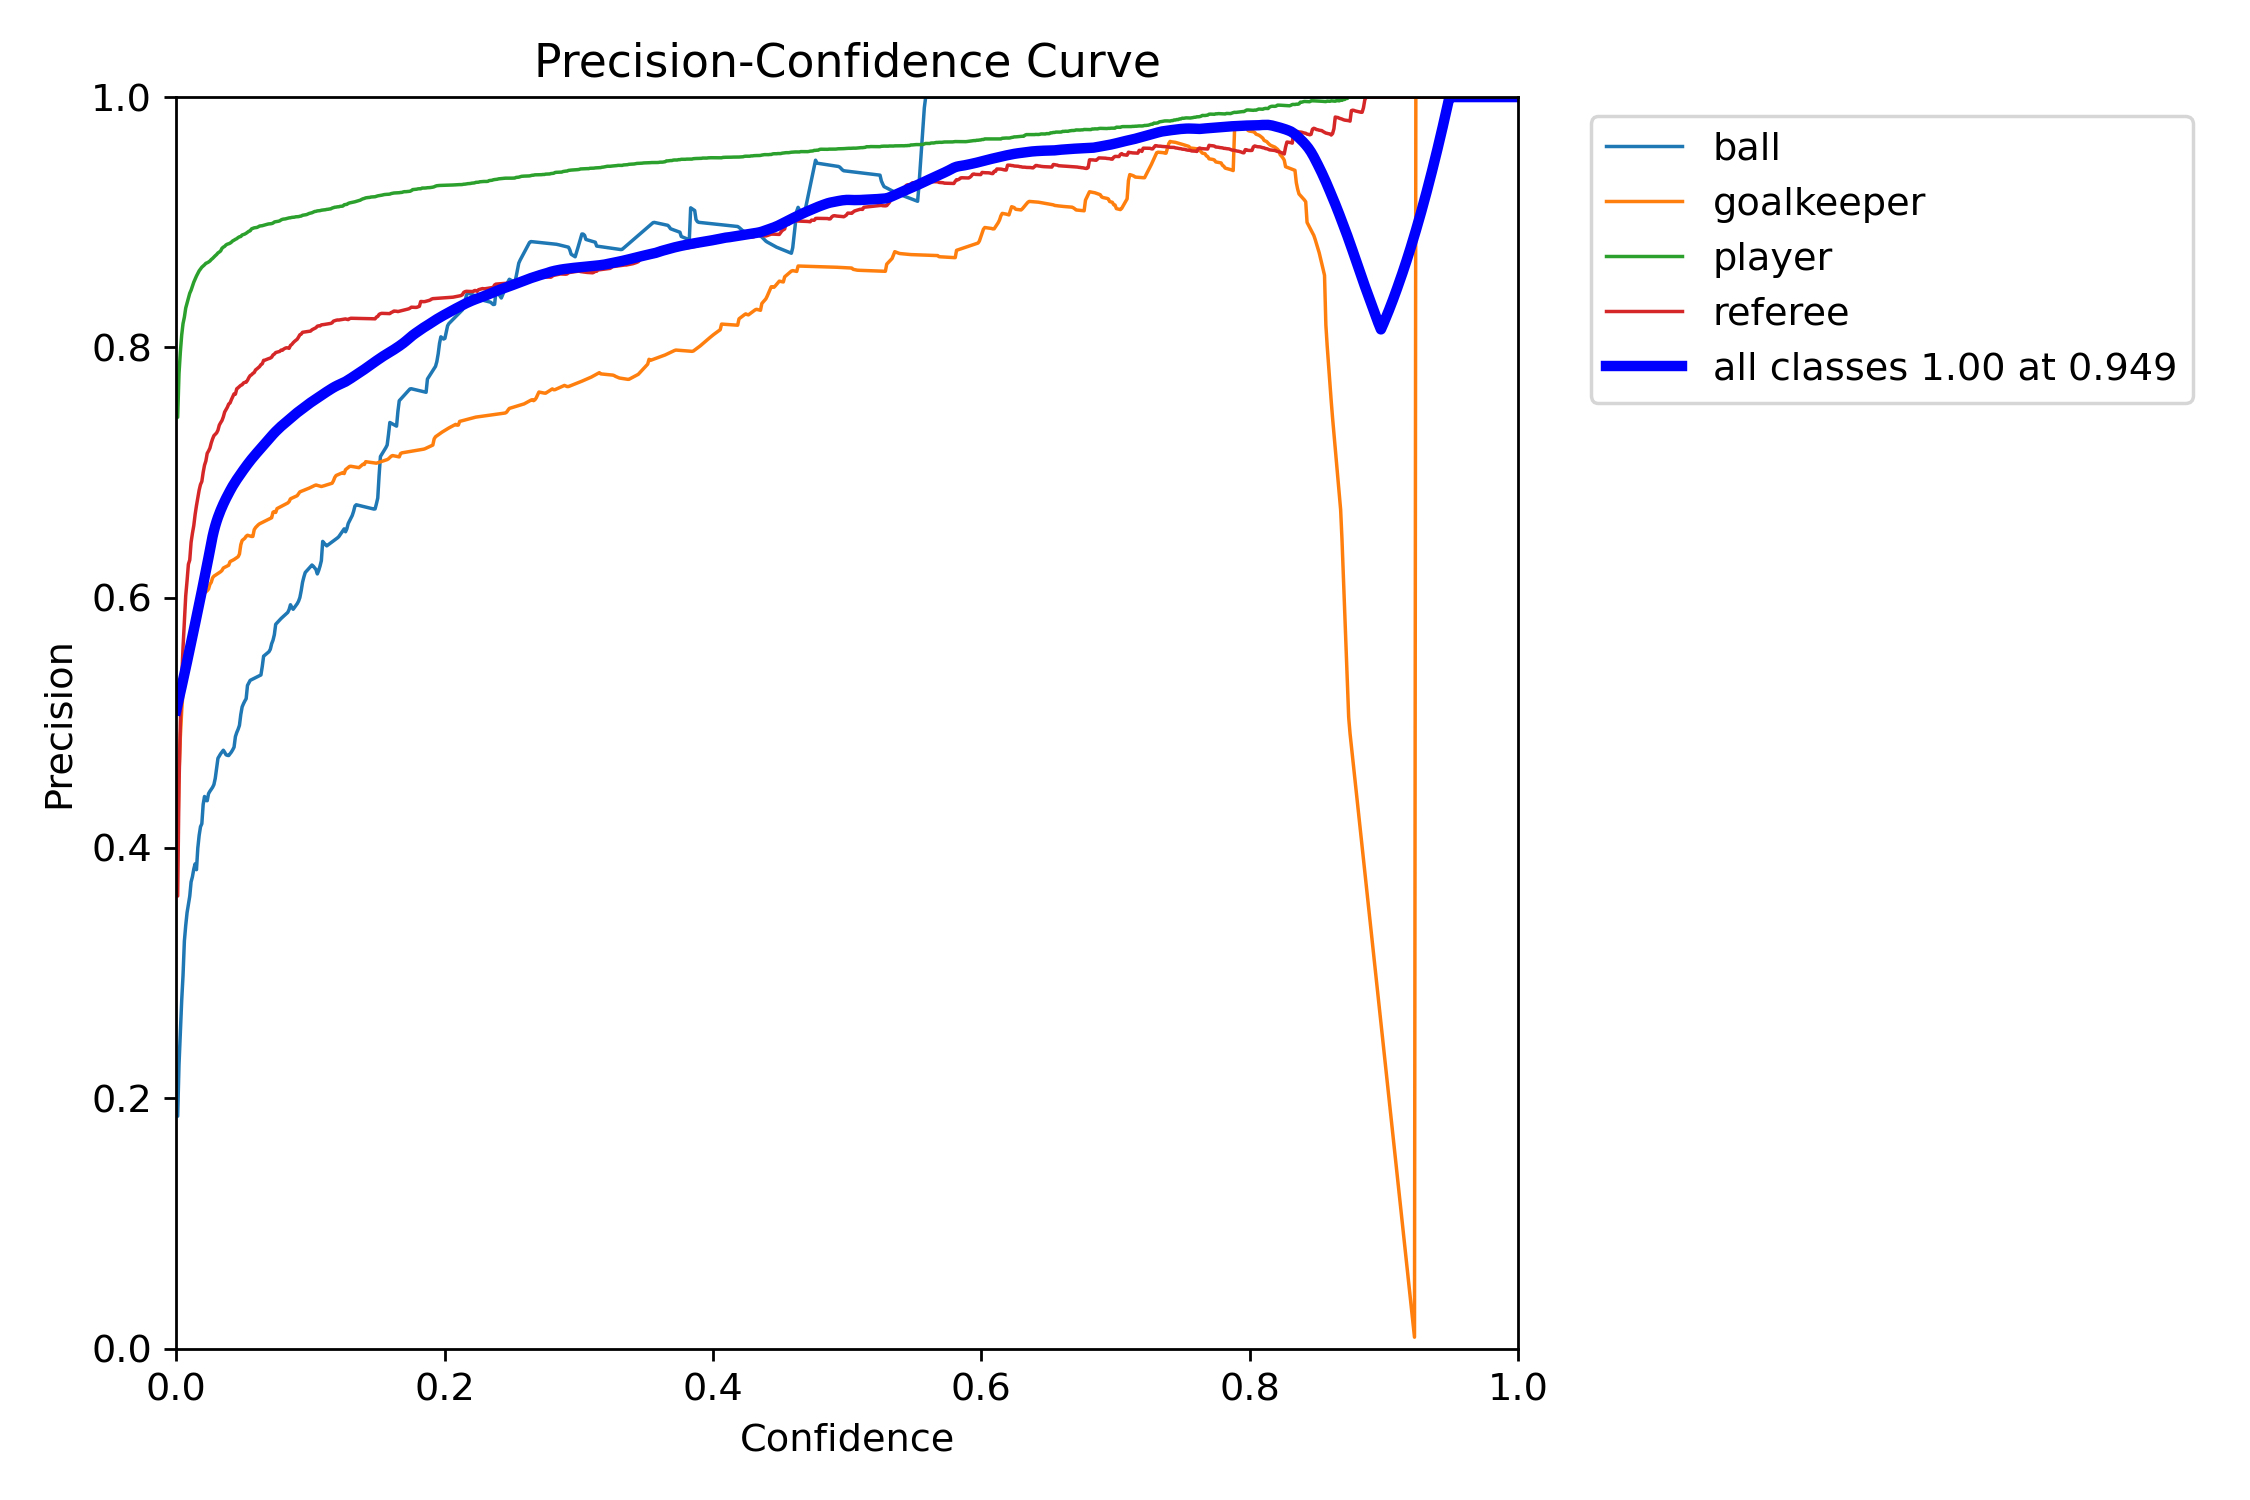 Precision-Confidence Curve
1.0
0.8
0.6
0.4
0.2
0.0
Precision
0.0 0.2 0.4 0.6 0.8 1.0
Confidence
ball
goalkeeper
player
referee
all classes 1.00 at 0.949